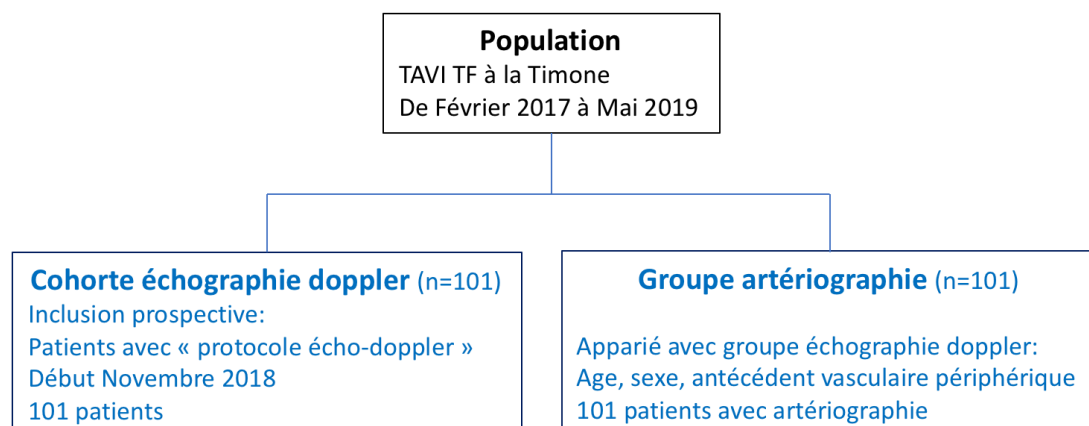 Population
TAVI TF à la Timone
De Février 2017 à Mai 2019
Cohorte échographie doppler (n=101)
Inclusion prospective:
Patients avec « protocole écho-doppler »
Début Novembre 2018
101 patients
Groupe artériographie (n=101)
Apparié avec groupe échographie doppler:
Age, sexe, antécédent vasculaire périphérique
101 patients avec artériographie